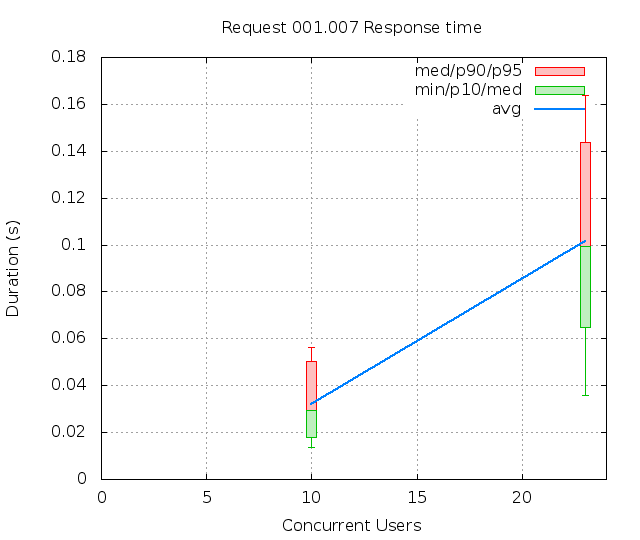 Request 001.007 Response time
0.18
0.16
0.14
0.12
0.1
0.08
0.06
0.04
0.02
0
Duration (s)
med/p90/p95
min/p10/med
avg
0 5 10 15 20
Concurrent Users